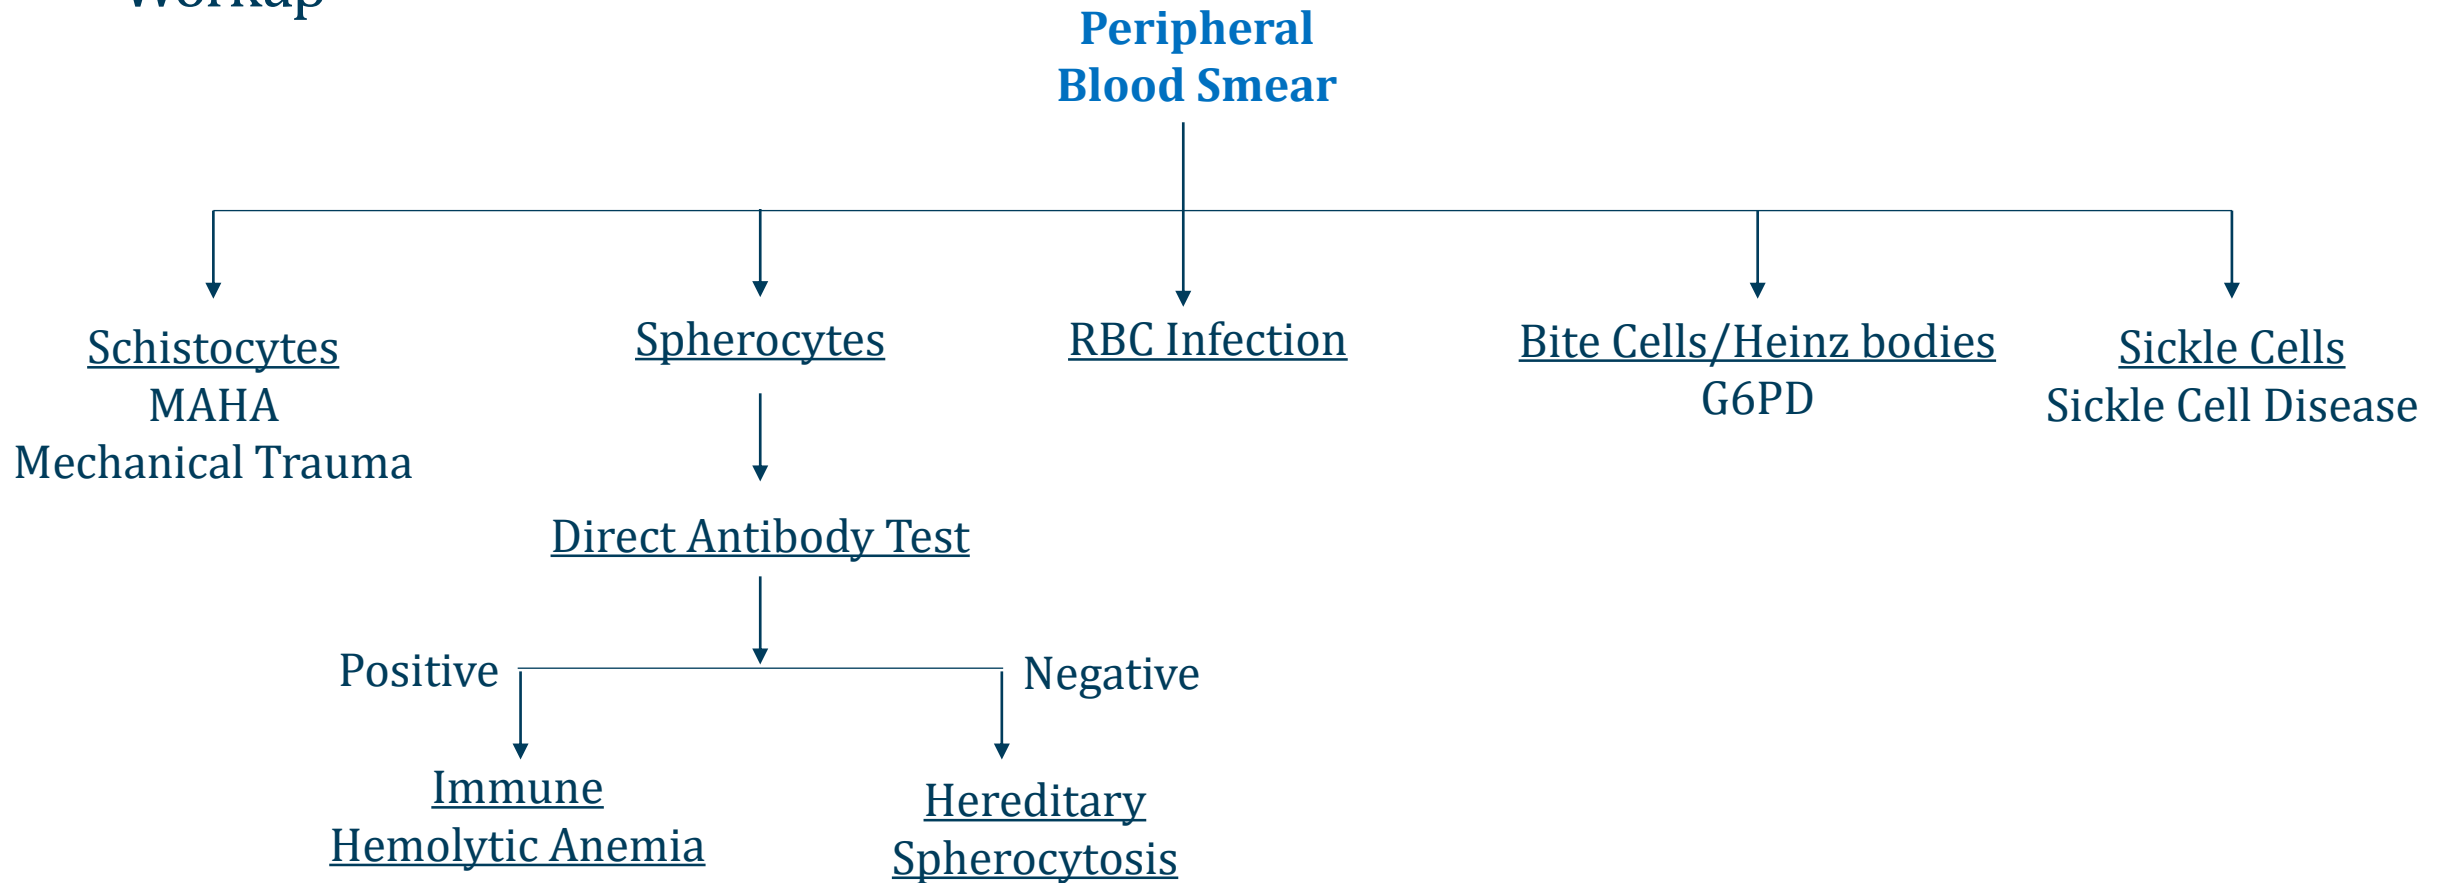 Workup
Peripheral
Blood Smear
Schistocytes
MAHA
Mechanical Trauma
Spherocytes
RBC Infection
Bite Cells/Heinz bodies
G6PD
Sickle Cells
Sickle Cell Disease
Direct Antibody Test
Positive
Negative
Immune
Hemolytic Anemia
Hereditary
Spherocytosis